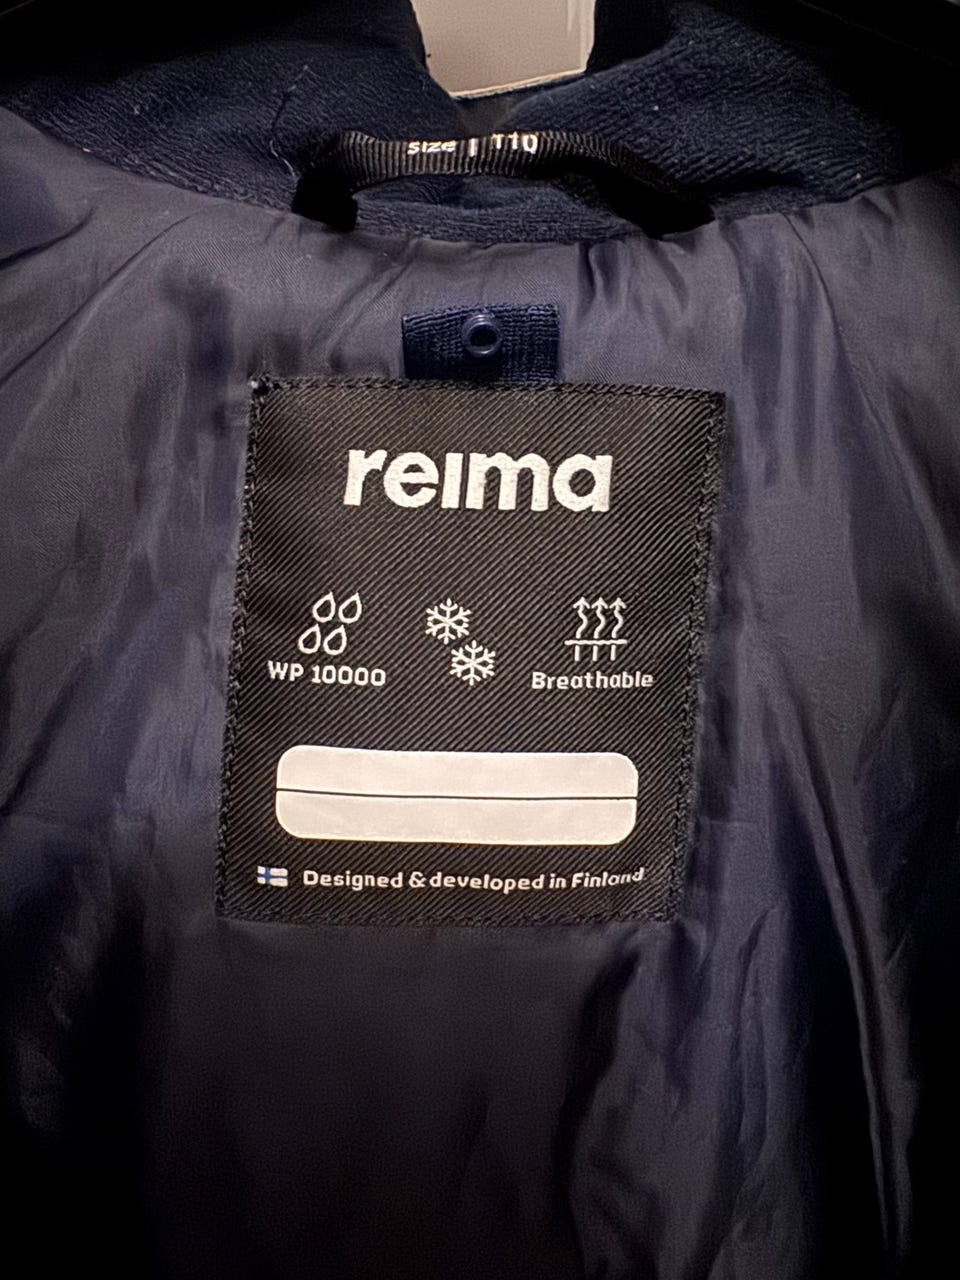 size | 110
reima
WP 10000
Breathable
Designed & developed in Finland